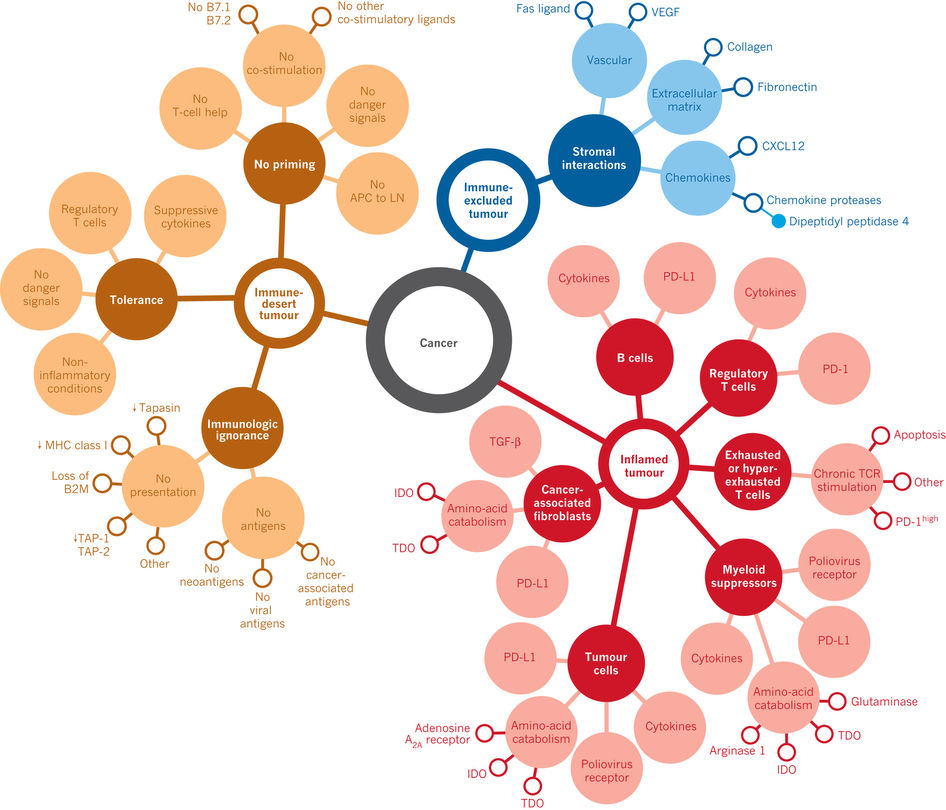 No B7.1
B7.2
No other
co-stimulatory ligands
No
co-stimulation
No
T-cell help
No
danger
signals
No priming
No
APC to LN
Regulatory
T cells
Suppressive
cytokines
No
danger
signals
Tolerance
Non-
inflammatory
conditions
Immune-
desert
tumour
Immunologic
ignorance
↓ Tapasin
↓ MHC class I
Loss of
B2M
No
presentation
↓TAP-1
TAP-2
Other
No
antigens
No
neoantigens
No
viral
antigens
No
cancer-
associated
antigens
Cancer
Immune-
excluded
tumour
Stromal
interactions
Fas ligand
VEGF
Vascular
Collagen
Extracellular
matrix
Fibronectin
CXCL12
Chemokines
Chemokine proteases
Dipeptidyl peptidase 4
Inflamed
tumour
Cytokines
PD-L1
B cells
Cytokines
Regulatory
T cells
PD-1
Exhausted
or hyper-
exhausted
T cells
Chronic TCR
stimulation
Apoptosis
Other
PD-1high
Myeloid
suppressors
Poliovirus
receptor
PD-L1
Cytokines
Amino-acid
catabolism
Glutaminase
TDO
IDO
Arginase 1
TGF-β
Cancer-
associated
fibroblasts
IDO
Amino-acid
catabolism
TDO
PD-L1
Tumour
cells
PD-L1
Amino-acid
catabolism
Adenosine
A2A receptor
IDO
TDO
Poliovirus
receptor
Cytokines